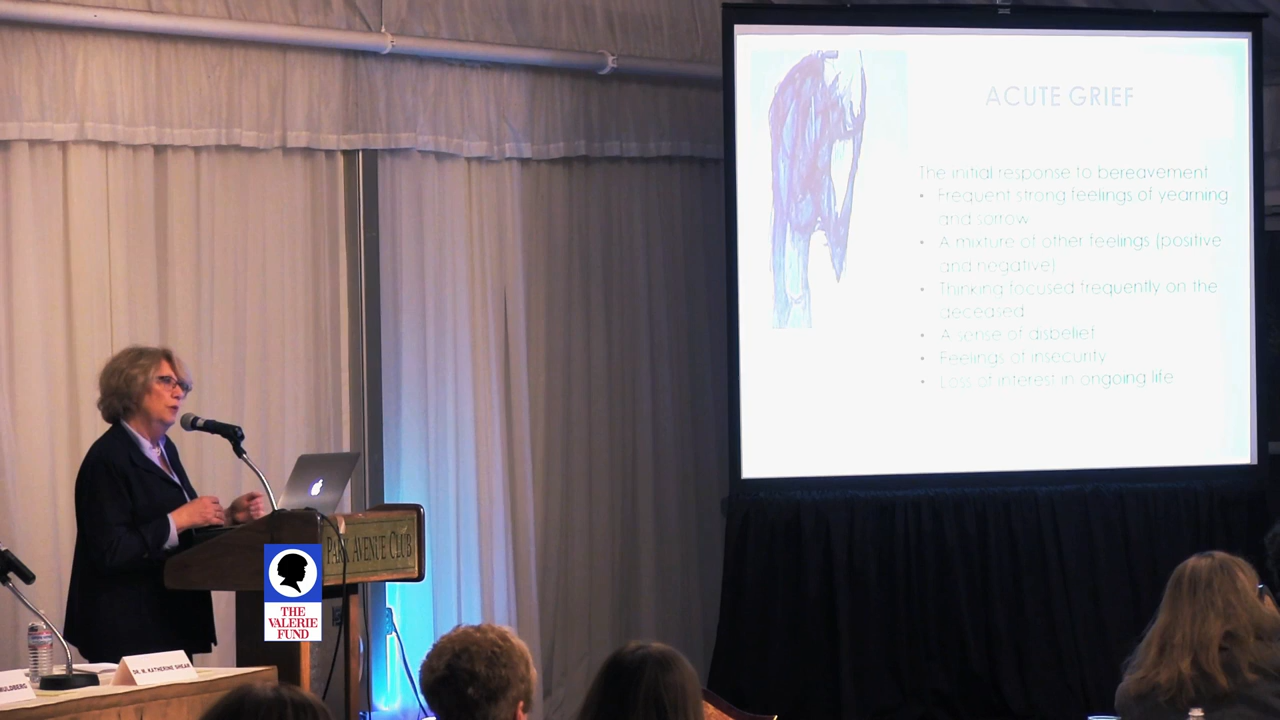 ACUTE GRIEF
The initial response to bereavement
• Frequent strong feelings of yearning
and sorrow
• A mixture of other feelings (positive
and negative)
• Thinking focused frequently on the
deceased
• A sense of disbelief
• Feelings of insecurity
• Loss of interest in ongoing life
PARK AVENUE CLUB
THE
VALERIE
FUND
DR. M. KATHERINE SHEAR